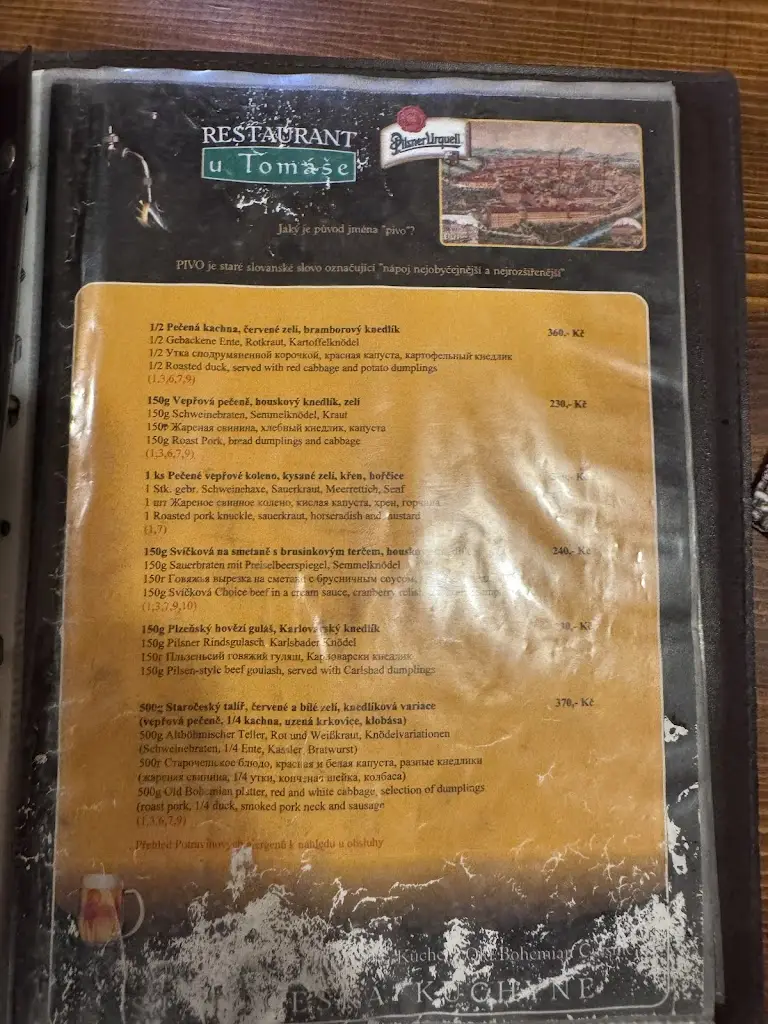 RESTAURANT
u Tomáše
Pilsner Urquell
Jaký je původ jména "pivo"?
PIVO je staré slovanské slovo označující "nápoj nejobyčejnější a nejrozšířenější"
1/2 Pečená kachna, červené zelí, bramborový knedlík 360,- Kč
1/2 Gebackene Ente, Rotkraut, Kartoffelknödel
1/2 Утка сподрумяненной корочкой, красная капуста, картофельный кнедлик
1/2 Roasted duck, served with red cabbage and potato dumplings
(1,3,6,7,9)
150g Vepřová pečeně, houskový knedlík, zelí 230,- Kč
150g Schweinebraten, Semmelknödel, Kraut
150г Жареная свинина, хлебный кнедлик, капуста
150g Roast Pork, bread dumplings and cabbage
(1,3,6,7,9)
1 ks Pečené vepřové koleno, kysané zelí, křen, hořčice
1 Stk. gebr. Schweinehaxe, Sauerkraut, Meerrettich, Senf
1 шт Жареное свинное колено, кислая капуста, хрен, горчица
1 Roasted pork knuckle, sauerkraut, horseradish and mustard
(1,7)
150g Svíčková na smetaně s brusinkovým terčem, 240,- Kč
150g Sauerbraten mit Preiselbeerspiegel, Semmelknödel
150г Говяжья вырезка на сметане с брусничным соусом,
150g Svíčková Choice beef in a cream sauce, cranberry
(1,3,7,9,10)
150g Plzeňský hovězí guláš, Karlovarský knedlík
150g Pilsner Rindsgulasch, Karlsbader Knödel
150г Пльзеньсий говяжий гуляш, Карловарски кнедлик
150g Pilsen-style beef goulash, served with Carlsbad dumplings
500g Staročeský talíř, červené a bílé zelí, knedlíková variace 370,- Kč
(vepřová pečeně, 1/4 kachna, uzená krkovice, klobása)
500g Altböhmischer Teller, Rot und Weißkraut, Knödelvariationen
(Schweinebraten, 1/4 Ente, Kassler, Bratwurst)
500г Старочешское блюдо, красная и белая капуста, разные кнедлики
(жареная свинина, 1/4 утки, копченат шейка, колбаса)
500g Old Bohemian platter, red and white cabbage, selection of dumplings
(roast pork, 1/4 duck, smoked pork neck and sausage
(1,3,6,7,9)
Přehled Potravinových alergenů k náhledu u obsluhy
Bohemian
KUCHYNĚ